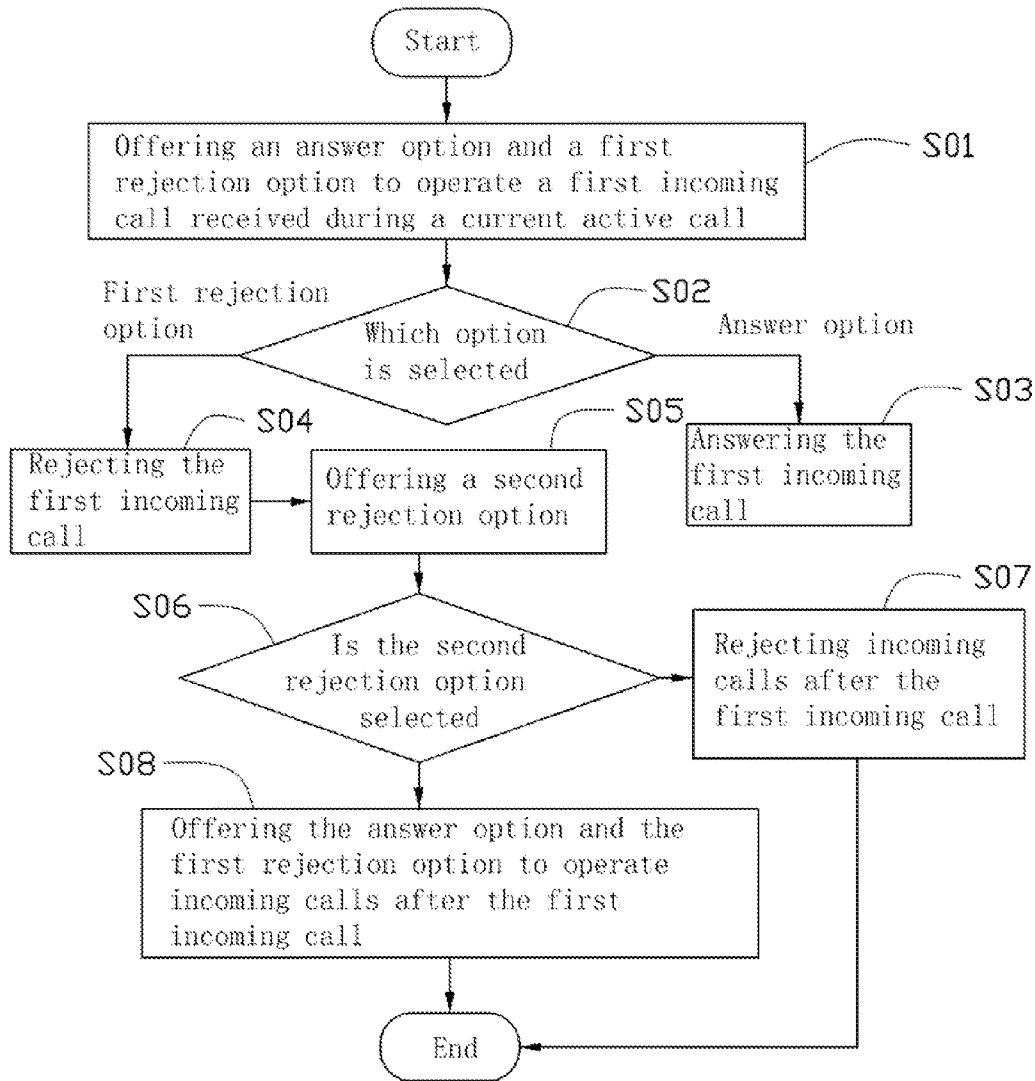 Start
Offering an answer option and a first
rejection option to operate a first incoming
call received during a current active call
S01
First rejection
option
S02
Which option
is selected
Answer option
S04
Rejecting the
first incoming
call
S05
Offering a second
rejection option
S03
Answering the
first incoming
call
S06
Is the second
rejection option
selected
S07
Rejecting incoming
calls after the
first incoming call
S08
Offering the answer option and the
first rejection option to operate
incoming calls after the first
incoming call
End